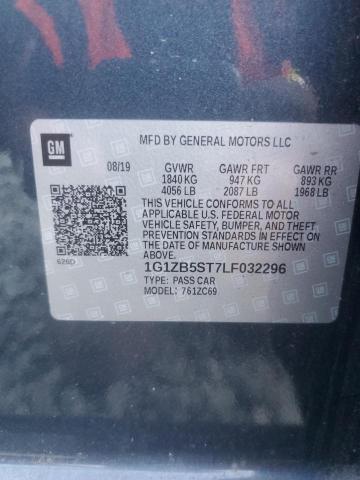 GM
MFD BY GENERAL MOTORS LLC
08/19 GVWR GAWR FRT GAWR RR
1840 KG 947 KG 893 KG
4056 LB 2087 LB 1968 LB
THIS VEHICLE CONFORMS TO ALL
APPLICABLE U.S. FEDERAL MOTOR
VEHICLE SAFETY, BUMPER, AND THEFT
PREVENTION STANDARDS IN EFFECT ON
THE DATE OF MANUFACTURE SHOWN ABOVE.
1G1ZB5ST7LF032296
626D
TYPE: PASS CAR
MODEL: 761ZC69